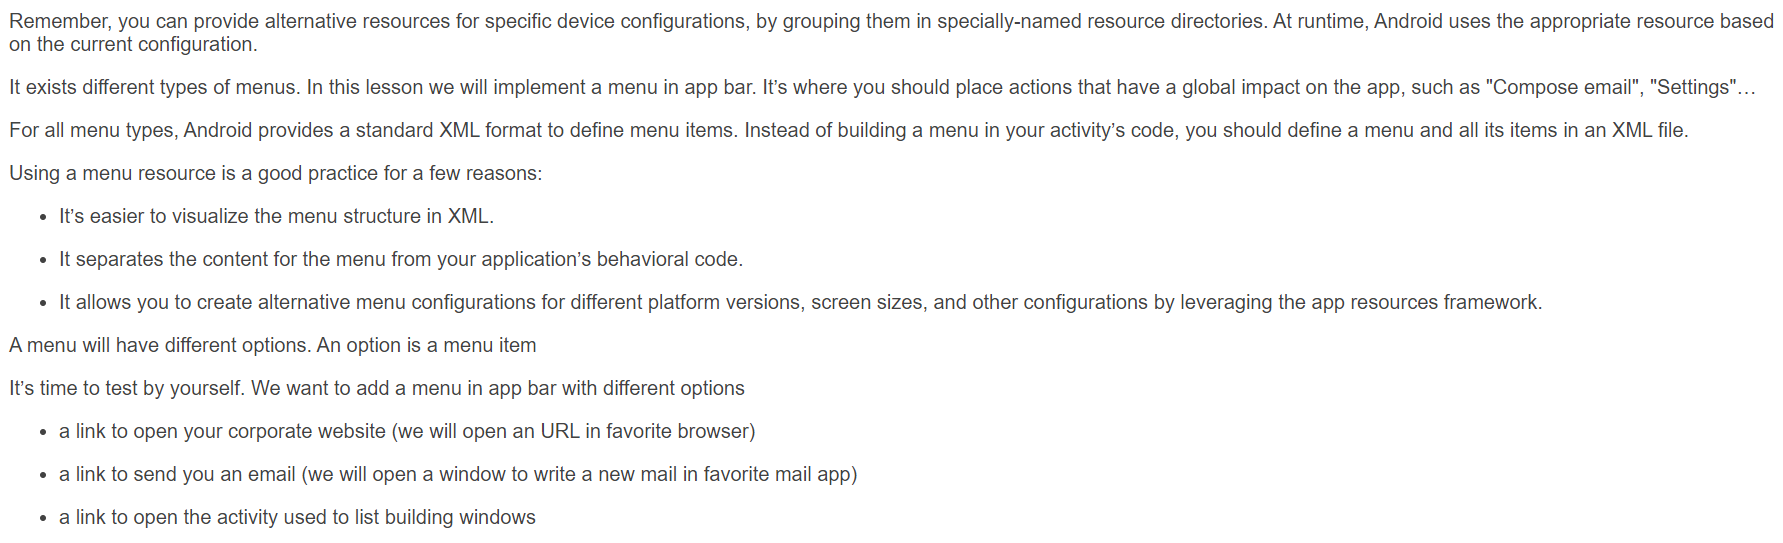 Remember, you can provide alternative resources for specific device configurations, by grouping them in specially-named resource directories. At runtime, Android uses the appropriate resource based
on the current configuration.
It exists different types of menus. In this lesson we will implement a menu in app bar. It’s where you should place actions that have a global impact on the app, such as "Compose email", "Settings"…
For all menu types, Android provides a standard XML format to define menu items. Instead of building a menu in your activity’s code, you should define a menu and all its items in an XML file.
Using a menu resource is a good practice for a few reasons:
• It’s easier to visualize the menu structure in XML.
• It separates the content for the menu from your application’s behavioral code.
• It allows you to create alternative menu configurations for different platform versions, screen sizes, and other configurations by leveraging the app resources framework.
A menu will have different options. An option is a menu item
It’s time to test by yourself. We want to add a menu in app bar with different options
• a link to open your corporate website (we will open an URL in favorite browser)
• a link to send you an email (we will open a window to write a new mail in favorite mail app)
• a link to open the activity used to list building windows